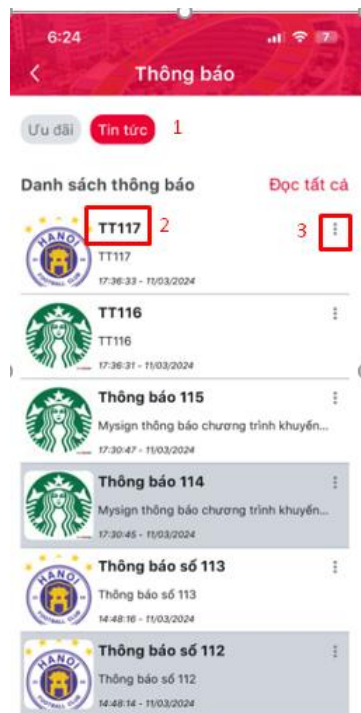 6:24
7
Thông báo
Ưu đãi Tin tức 1
Danh sách thông báo Đọc tất cả
TT117 2 3
TT117
17:36:33 - 11/03/2024
TT116
TT116
17:36:31 - 11/03/2024
Thông báo 115
Mysign thông báo chương trình khuyến...
17:30:47 - 11/03/2024
Thông báo 114
Mysign thông báo chương trình khuyến...
17:30:45 - 11/03/2024
Thông báo số 113
Thông báo số 113
14:48:16 - 11/03/2024
Thông báo số 112
Thông báo số 112
14:48:14 - 11/03/2024
HANOI
FOOTBALL CLUB